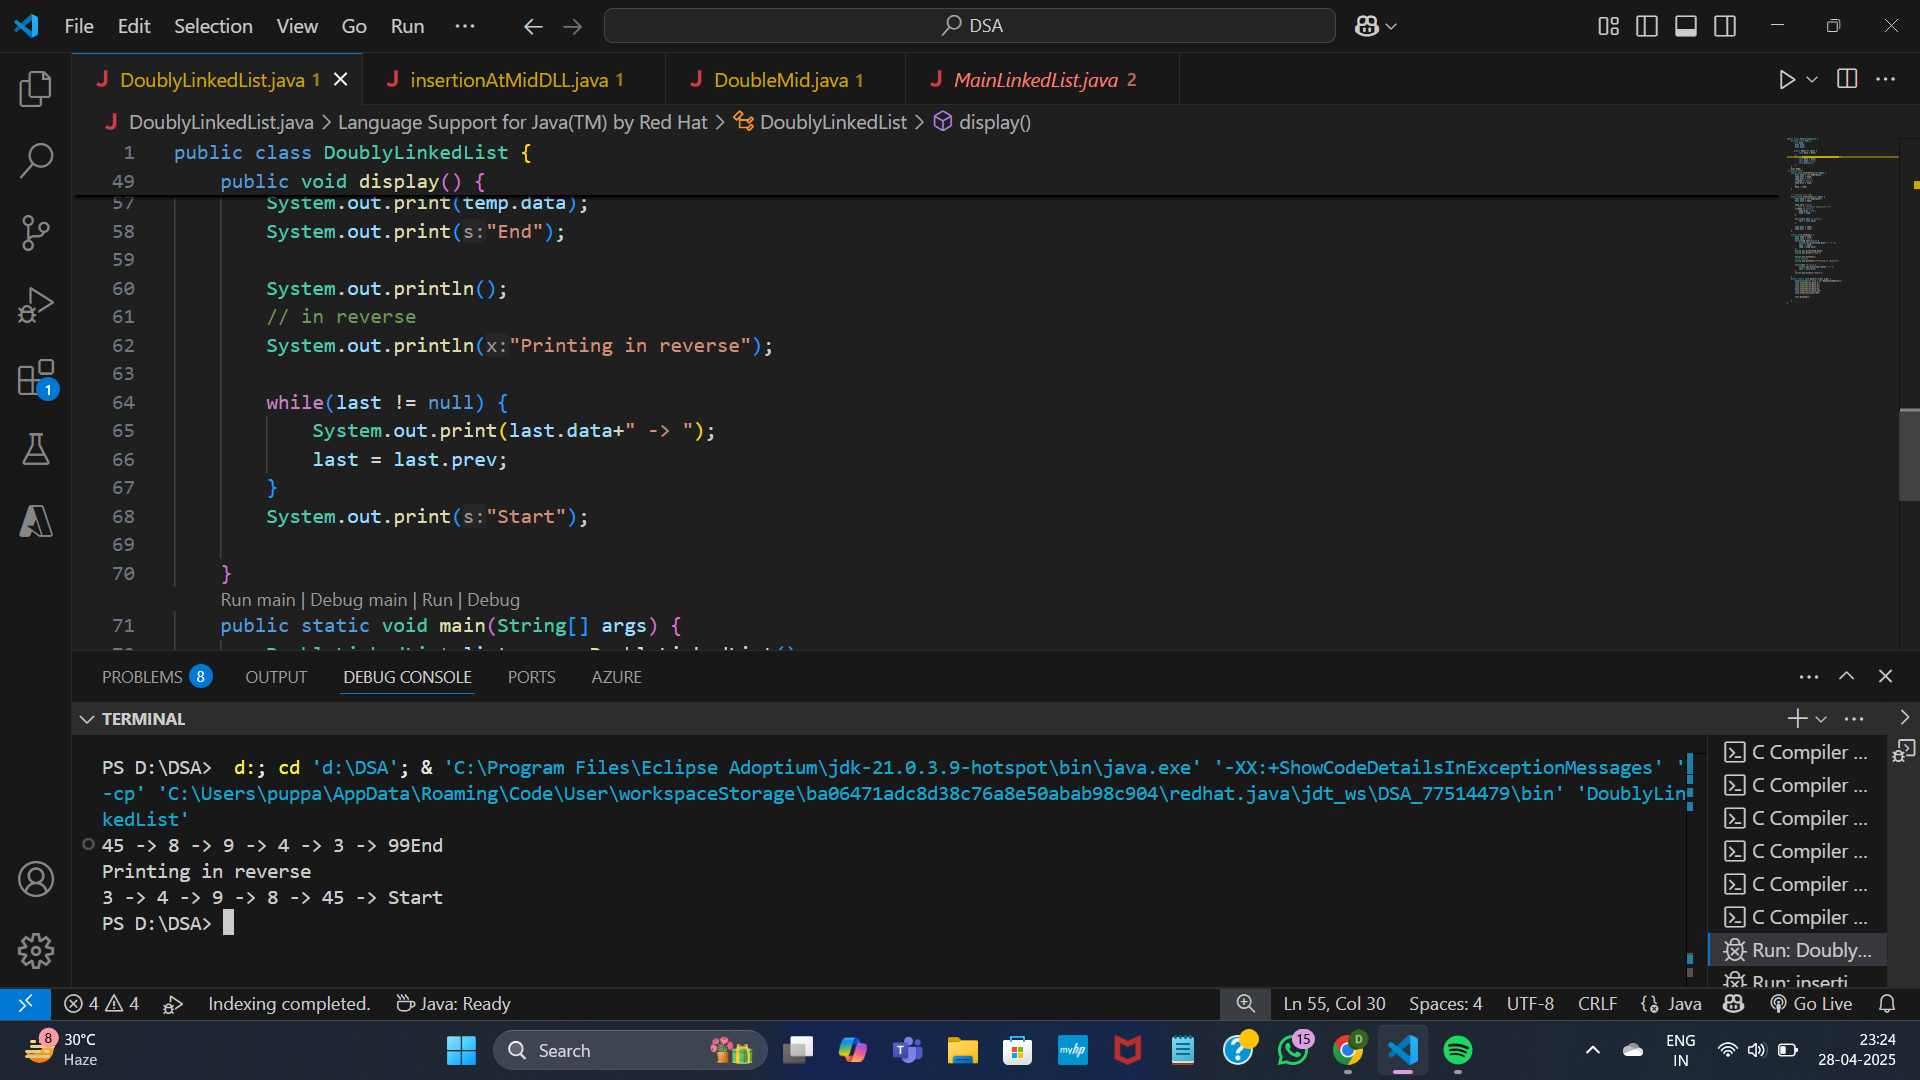 File Edit Selection View Go Run ··· DSA
DoublyLinkedList.java 1 insertionAtMidDLL.java 1 DoubleMid.java 1 MainLinkedList.java 2
DoublyLinkedList.java > Language Support for Java(TM) by Red Hat > DoublyLinkedList > display()
1 public class DoublyLinkedList {
49 public void display() {
57 System.out.print(temp.data);
58 System.out.print(s:"End");
59
60 System.out.println();
61 // in reverse
62 System.out.println(x:"Printing in reverse");
63
64 while(last != null) {
65 System.out.print(last.data+" -> ");
66 last = last.prev;
67 }
68 System.out.print(s:"Start");
69
70 }
Run main | Debug main | Run | Debug
71 public static void main(String[] args) {
1
PROBLEMS 8 OUTPUT DEBUG CONSOLE PORTS AZURE
TERMINAL
PS D:\DSA> d:; cd 'd:\DSA'; & 'C:\Program Files\Eclipse Adoptium\jdk-21.0.3.9-hotspot\bin\java.exe' '-XX:+ShowCodeDetailsInExceptionMessages' '
-cp' 'C:\Users\puppa\AppData\Roaming\Code\User\workspaceStorage\ba06471adc8d38c76a8e50abab98c904\redhat.java\jdt_ws\DSA_77514479\bin' 'DoublyLin
kedList'
45 -> 8 -> 9 -> 4 -> 3 -> 99End
Printing in reverse
3 -> 4 -> 9 -> 8 -> 45 -> Start
PS D:\DSA>
C Compiler ...
C Compiler ...
C Compiler ...
C Compiler ...
C Compiler ...
C Compiler ...
Run: Doubly...
Run: inserti...
4 4 Indexing completed. Java: Ready Ln 55, Col 30 Spaces: 4 UTF-8 CRLF Java Go Live
8 30°C
Haze
Search
myhp
15
D
ENG
IN
23:24
28-04-2025